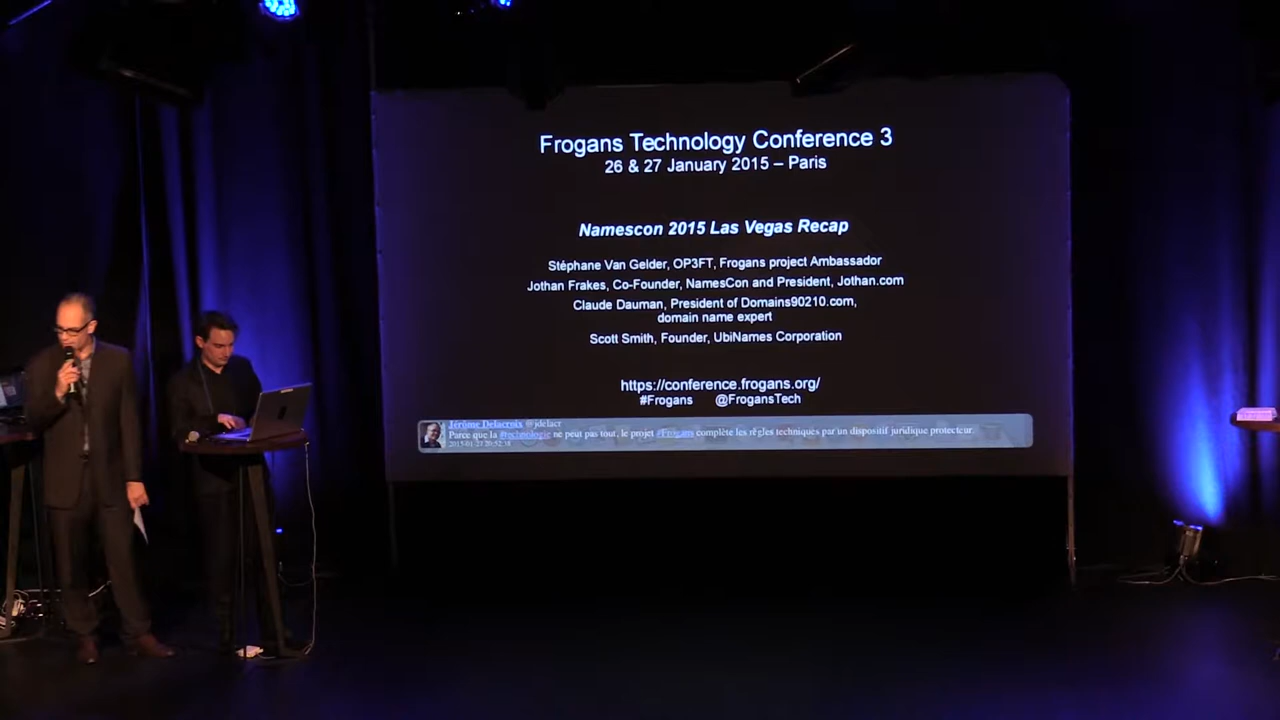 Frogans Technology Conference 3
26 & 27 January 2015 – Paris
Namescon 2015 Las Vegas Recap
Stéphane Van Gelder, OP3FT, Frogans project Ambassador
Jothan Frakes, Co-Founder, NamesCon and President, Jothan.com
Claude Dauman, President of Domains90210.com,
domain name expert
Scott Smith, Founder, UbiNames Corporation
https://conference.frogans.org/
#Frogans @FrogansTech
Jérôme Delacroix @jdelacr
Parce que la #technologie ne peut pas tout, le projet #Frogans complète les règles techniques par un dispositif juridique protecteur.